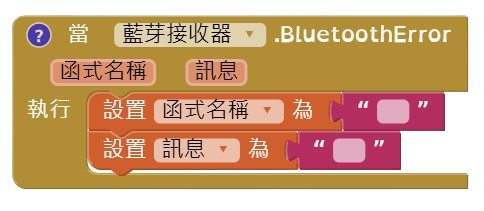 ? 當 藍芽接收器 .BluetoothError
函式名稱 訊息
執行 設置 函式名稱 為 “ ”
設置 訊息 為 “ ”